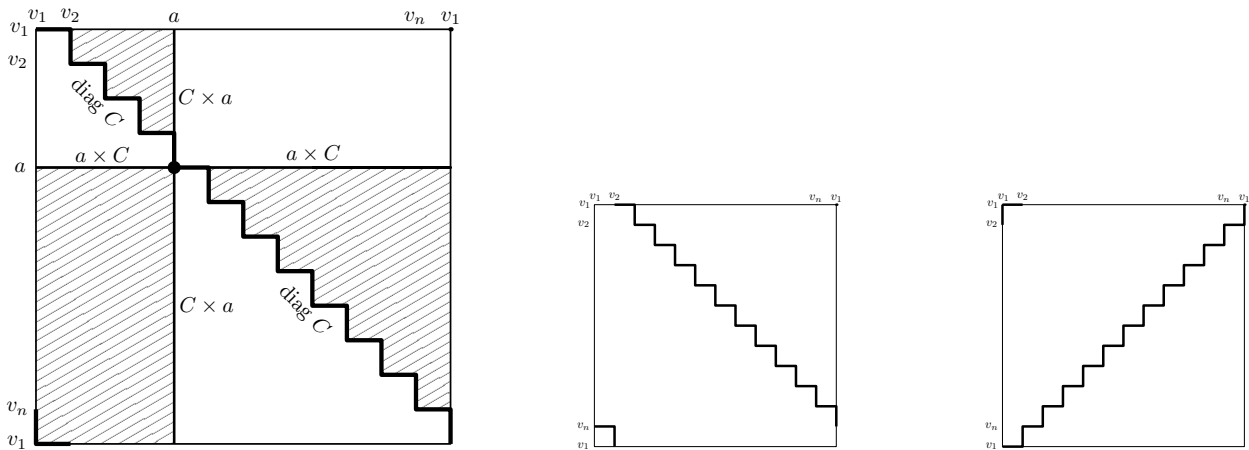 v₁ v₂ a vₙ v₁
v₁
v₂
diag C
C × a
a × C
a × C
a
C × a
diag C
vₙ
v₁
v₁ v₂ vₙ v₁
v₁
v₂
vₙ
v₁
v₁ v₂ vₙ v₁
v₁
v₂
vₙ
v₁